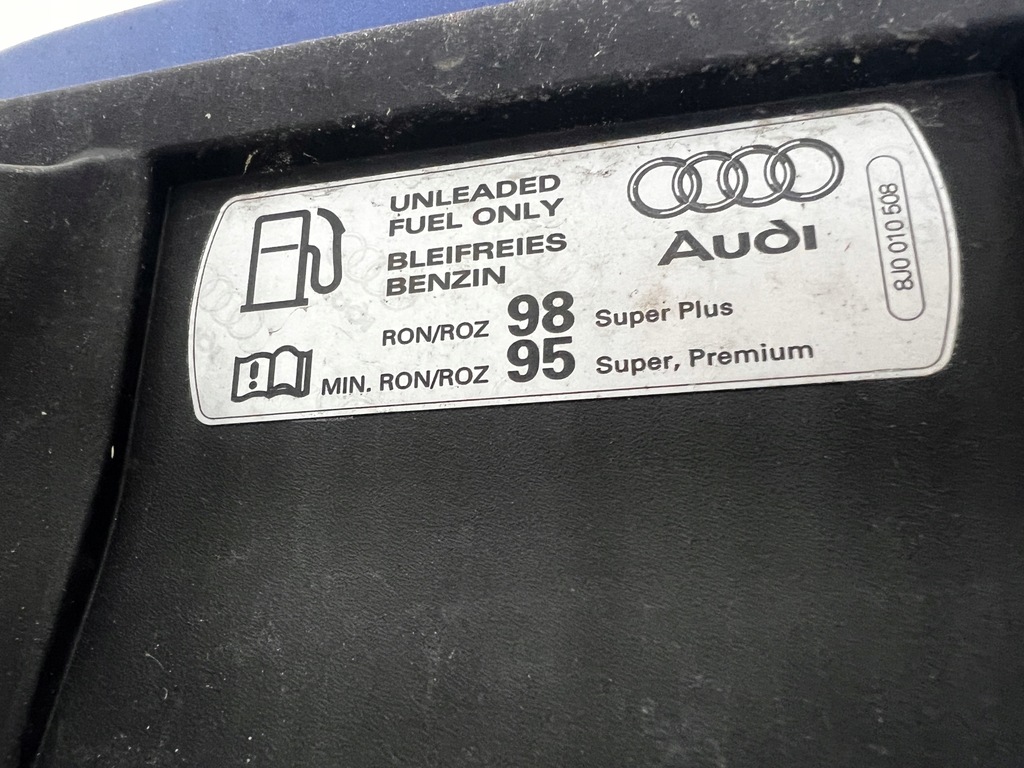 UNLEADED
FUEL ONLY
BLEIFREIES
BENZIN
RON/ROZ 98 Super Plus
MIN. RON/ROZ 95 Super, Premium
Audi
8J0 010 508